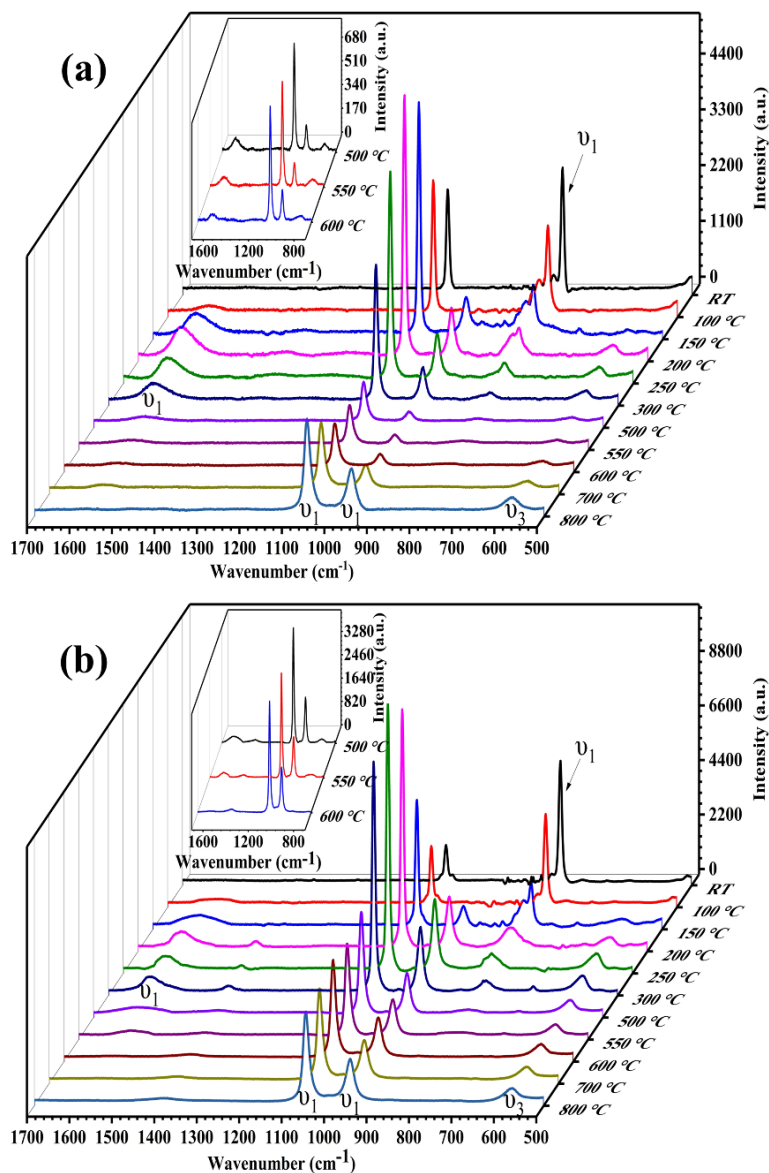 (a)
680
510
340
170
0
Intensity (a.u.)
500 °C
550 °C
600 °C
1600 1200 800
Wavenumber (cm-1)
4400
3300
2200
1100
0
Intensity (a.u.)
υ1
RT
100 °C
150 °C
200 °C
250 °C
300 °C
500 °C
550 °C
600 °C
700 °C
800 °C
υ1
υ1 υ1 υ3
1700 1600 1500 1400 1300 1200 1100 1000 900 800 700 600 500
Wavenumber (cm-1)
(b)
3280
2460
1640
820
0
Intensity (a.u.)
500 °C
550 °C
600 °C
1600 1200 800
Wavenumber (cm-1)
8800
6600
4400
2200
0
Intensity (a.u.)
υ1
RT
100 °C
150 °C
200 °C
250 °C
300 °C
500 °C
550 °C
600 °C
700 °C
800 °C
υ1
υ1 υ1 υ3
1700 1600 1500 1400 1300 1200 1100 1000 900 800 700 600 500
Wavenumber (cm-1)